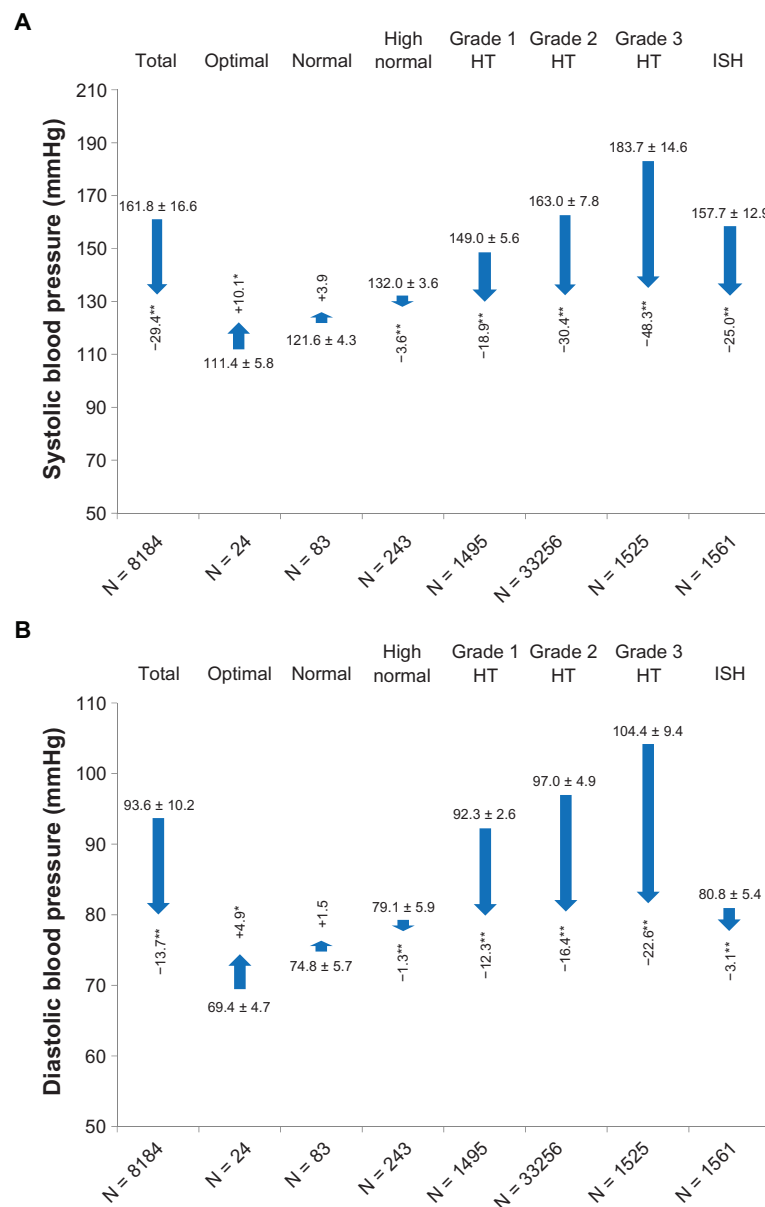 A
Total Optimal Normal High normal Grade 1 HT Grade 2 HT Grade 3 HT ISH
Systolic blood pressure (mmHg)
210
190
170
150
130
110
90
70
50
161.8 ± 16.6
−29.4**
+10.1*
111.4 ± 5.8
+3.9
121.6 ± 4.3
132.0 ± 3.6
−3.6**
149.0 ± 5.6
−18.9**
163.0 ± 7.8
−30.4**
183.7 ± 14.6
−48.3**
157.7 ± 12.9
−25.0**
N = 8184
N = 24
N = 83
N = 243
N = 1495
N = 33256
N = 1525
N = 1561
B
Total Optimal Normal High normal Grade 1 HT Grade 2 HT Grade 3 HT ISH
Diastolic blood pressure (mmHg)
110
100
90
80
70
60
50
93.6 ± 10.2
−13.7**
+4.9*
69.4 ± 4.7
+1.5
74.8 ± 5.7
79.1 ± 5.9
−1.3**
92.3 ± 2.6
−12.3**
97.0 ± 4.9
−16.4**
104.4 ± 9.4
−22.6**
80.8 ± 5.4
−3.1**
N = 8184
N = 24
N = 83
N = 243
N = 1495
N = 33256
N = 1525
N = 1561